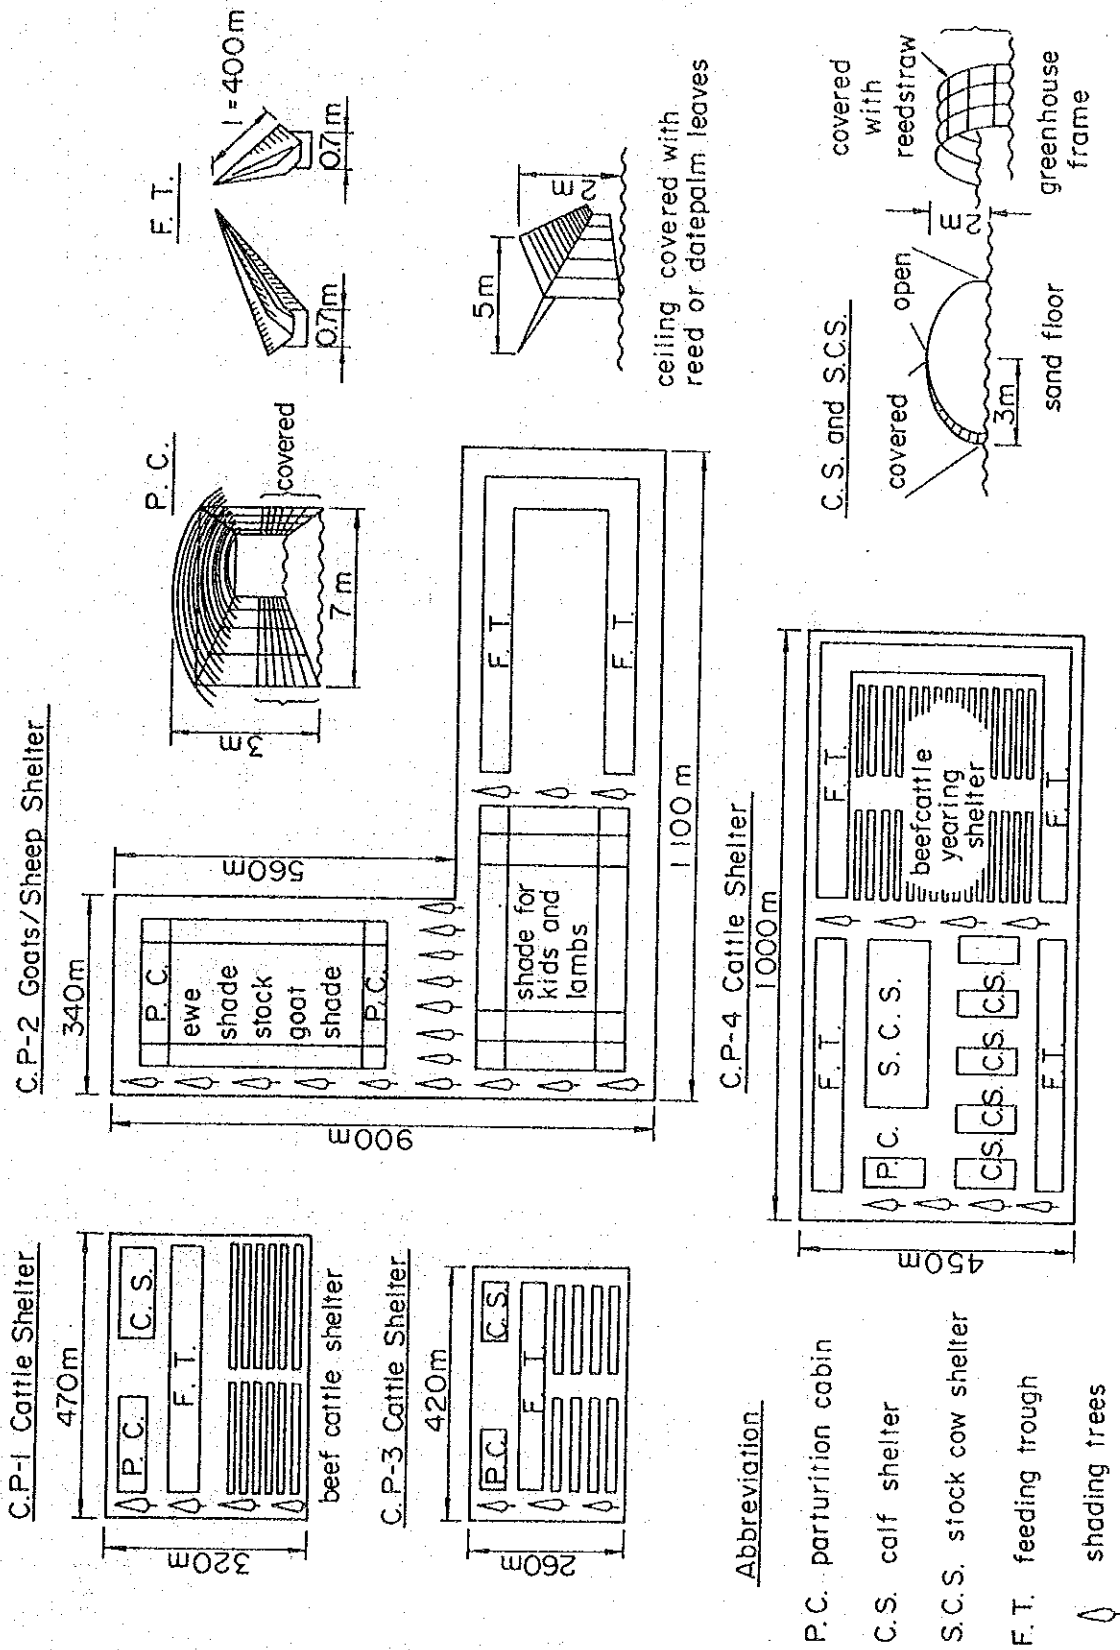 C.P-1 Cattle Shelter
470m
320m
P.C.
C.S.
F.T.
beef cattle shelter
C.P-3 Cattle Shelter
420m
260m
P.C.
C.S.
F.T.
Abbreviation
P.C. parturition cabin
C.S. calf shelter
S.C.S. stock cow shelter
F.T. feeding trough
shading trees
C.P-2 Goats/Sheep Shelter
340m
560m
900m
1100m
P.C.
ewe
shade
stock
goat
shade
P.C.
shade for
kids and
lambs
F.T.
F.T.
C.P-4 Cattle Shelter
1000m
450m
F.T.
F.T.
P.C.
S.C.S.
C.S.
C.S.
C.S.
C.S.
beefcattle
yearing
shelter
F.T.
F.T.
P.C.
3m
7m
covered
F.T.
l=400m
0.7m
0.7m
5m
2m
ceiling covered with
reed or datepalm leaves
C.S. and S.C.S.
covered
open
3m
2m
sand floor
covered
with
reedstraw
greenhouse
frame